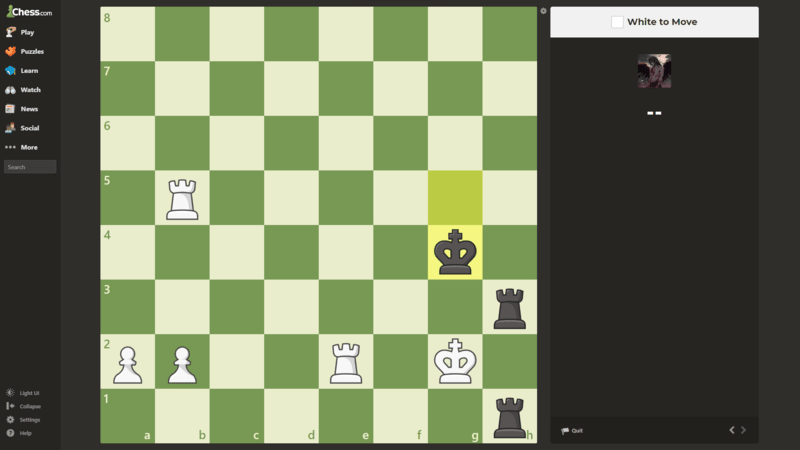 Chess.com
Play
Puzzles
Learn
Watch
News
Social
More
Search
Light UI
Collapse
Settings
Help
8
7
6
5
4
3
2
1
a b c d e f g h
White to Move
--
Quit